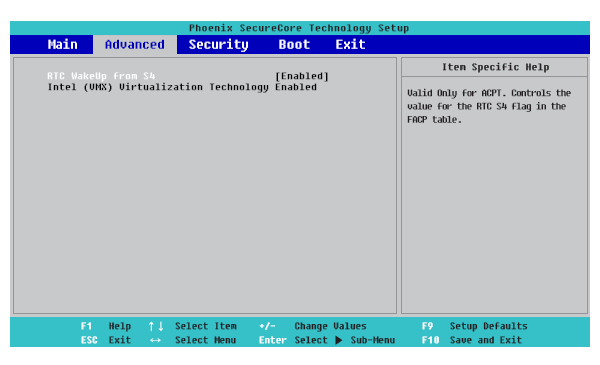 Phoenix SecureCore Technology Setup
Main Advanced Security Boot Exit
RTC WakeUp from S4 [Enabled]
Intel (VMX) Virtualization Technology Enabled
Item Specific Help
Valid Only for ACPT. Controls the
value for the RTC S4 flag in the
FACP table.
F1 Help ↑↓ Select Item +/- Change Values F9 Setup Defaults
ESC Exit ↔ Select Menu Enter Select ▶ Sub-Menu F10 Save and Exit